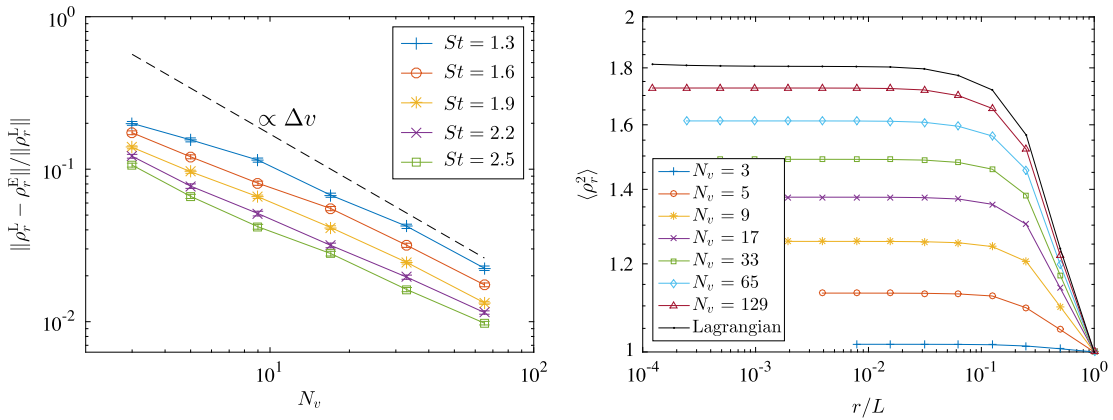 10^0
10^{-1}
10^{-2}
||ρ_r^L − ρ_r^E||/||ρ_r^L||
∝ Δv
St = 1.3
St = 1.6
St = 1.9
St = 2.2
St = 2.5
10^1
10^2
N_v
2
1.8
1.6
1.4
1.2
1
⟨ρ_r^2⟩
N_v = 3
N_v = 5
N_v = 9
N_v = 17
N_v = 33
N_v = 65
N_v = 129
Lagrangian
10^{-4}
10^{-3}
10^{-2}
10^{-1}
10^0
r/L